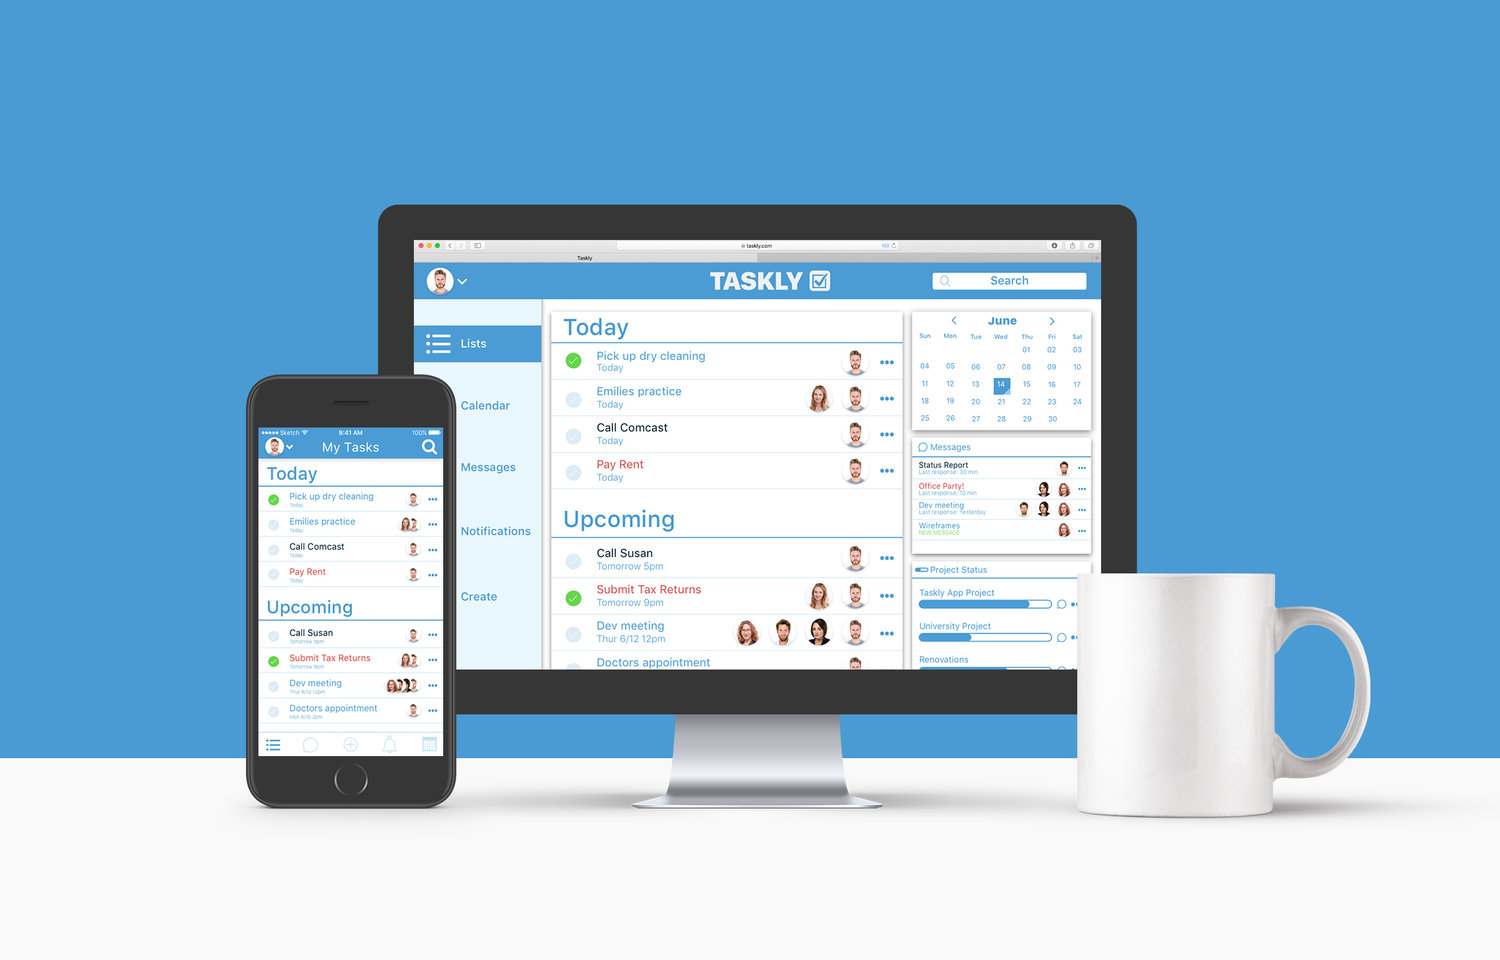 taskly.com
Taskly
TASKLY
Search
Lists
Calendar
Messages
Notifications
Create
Today
Pick up dry cleaning
Today
Emilies practice
Today
Call Comcast
Today
Pay Rent
Today
Upcoming
Call Susan
Tomorrow 5pm
Submit Tax Returns
Tomorrow 9pm
Dev meeting
Thur 6/12 12pm
Doctors appointment
June
Sun Mon Tue Wed Thu Fri Sat
01 02 03
04 05 06 07 08 09 10
11 12 13 14 15 16 17
18 19 20 21 22 23 24
25 26 27 28 29 30
Messages
Status Report
Last response: 30 min
Office Party!
Last response: 10 min
Dev meeting
Last response: Yesterday
Wireframes
NEW MESSAGE
Project Status
Taskly App Project
University Project
Renovations
Sketch 9:41 AM 100%
My Tasks
Today
Pick up dry cleaning
Today
Emilies practice
Today
Call Comcast
Today
Pay Rent
Today
Upcoming
Call Susan
Tomorrow 5pm
Submit Tax Returns
Tomorrow 9pm
Dev meeting
Thur 6/12 12pm
Doctors appointment